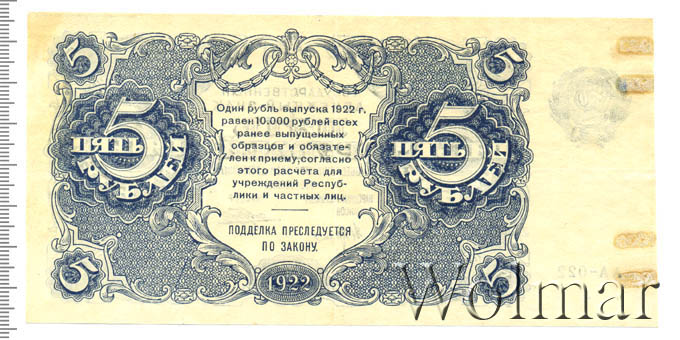 5
5
Один рубль выпуска 1922 г.
равен 10.000 рублей всех
ранее выпущенных
образцов и обязате-
лен к приему, согласно
этого расчёта для
учреждений Респуб-
лики и частных лиц.
5
ПЯТЬ
РУБЛЕЙ
5
ПЯТЬ
РУБЛЕЙ
ПОДДЕЛКА ПРЕСЛЕДУЕТСЯ
ПО ЗАКОНУ.
5
1922
5
Wolmar